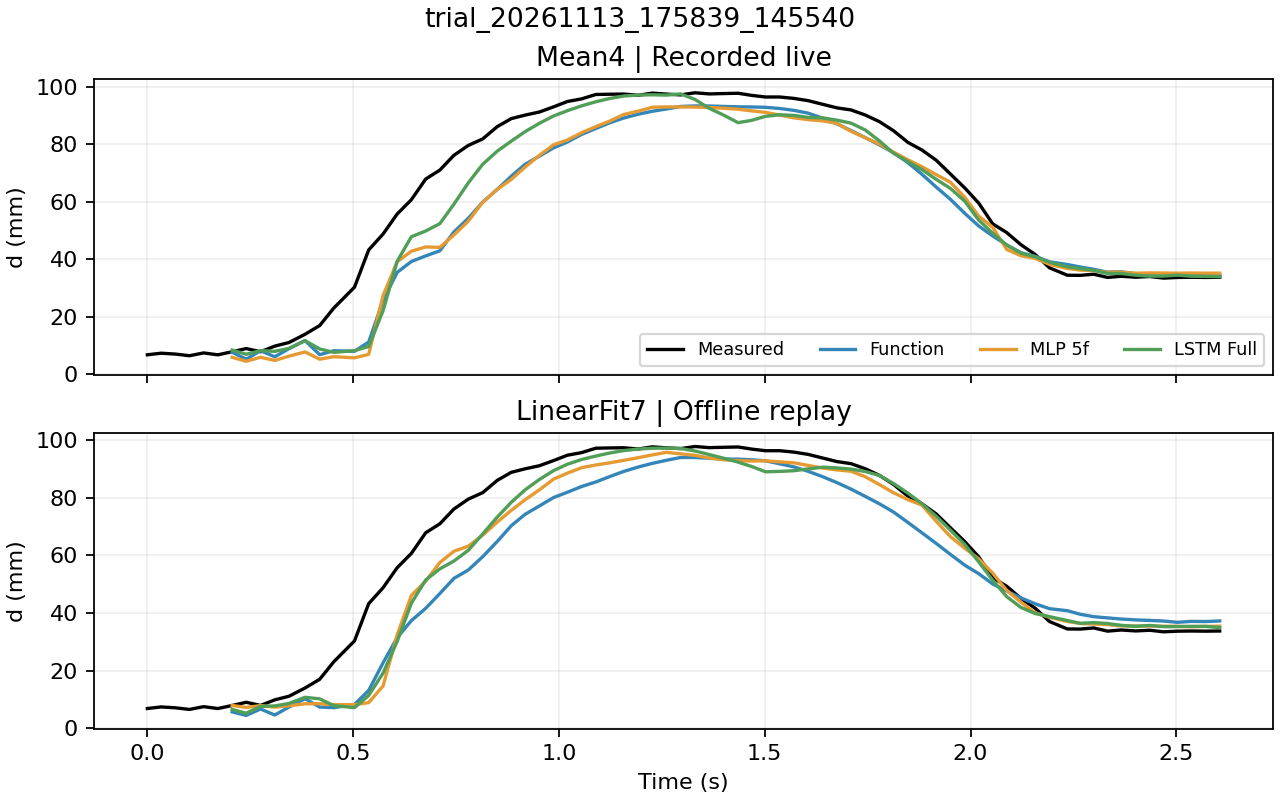 trial_20261113_175839_145540
Mean4 | Recorded live
100
80
60
40
20
0
d (mm)
Measured Function MLP 5f LSTM Full
LinearFit7 | Offline replay
100
80
60
40
20
0
d (mm)
0.0 0.5 1.0 1.5 2.0 2.5
Time (s)